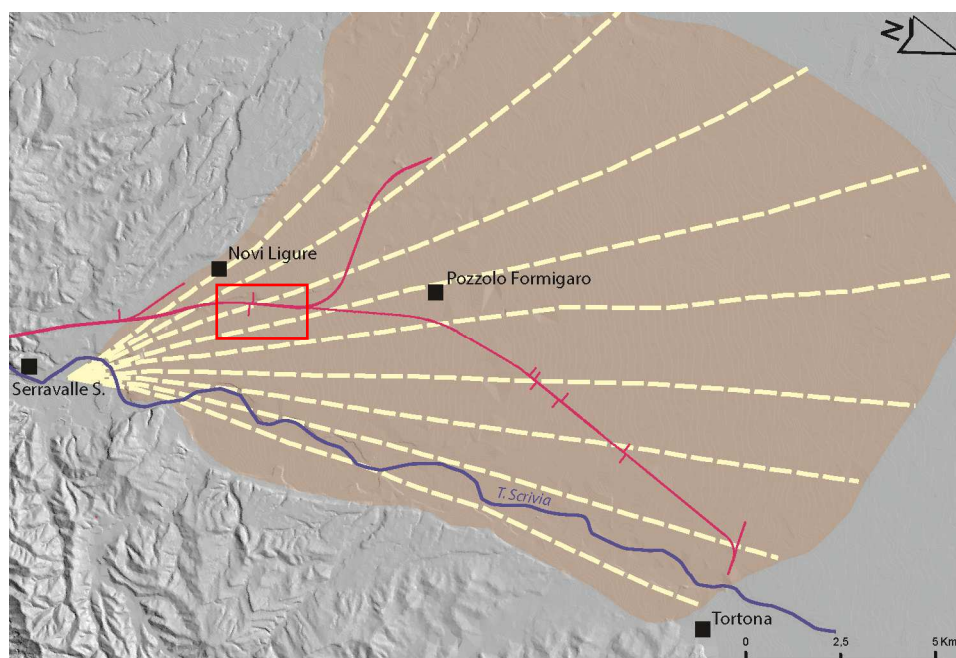 N
Novi Ligure
Pozzolo Formigaro
Serravalle S.
T. Scrivia
Tortona
0 2,5 5 Km